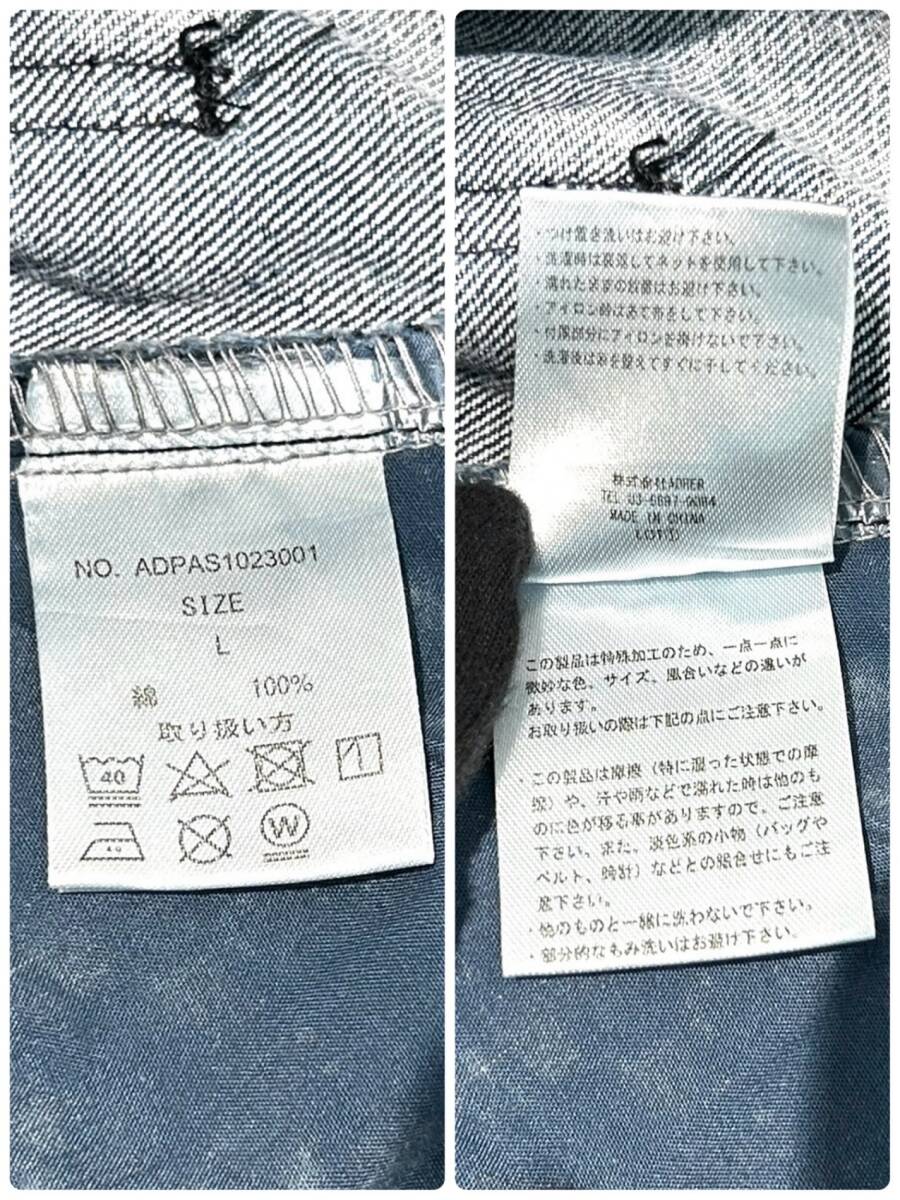 NO. ADPAS1023001
SIZE
L
綿 100%
取り扱い方
40
W
・つけ置き洗いはお避け下さい。
・洗濯時は裏返してネットを使用して下さい。
・濡れたままの放置はお避け下さい。
・アイロン時はあて布をして下さい。
・付属部分にアイロンを掛けないで下さい。
・洗濯後は糸を整えてすぐに干してください。
株式会社ADHER
TEL 03-6897-9084
MADE IN CHINA
この製品は特殊加工のため、一点一点に
微妙な色、サイズ、風合いなどの違いが
あります。
お取り扱いの際は下記の点にご注意下さい。
・この製品は摩擦（特に湿った状態での摩
擦）や、汗や雨などで濡れた時は他のも
のに色が移る事がありますので、ご注意
下さい、また、淡色系の小物（バッグや
ベルト、時計）などとの組合せにもご注
意下さい。
・他のものと一緒に洗わないで下さい。
・部分的なもみ洗いはお避け下さい。